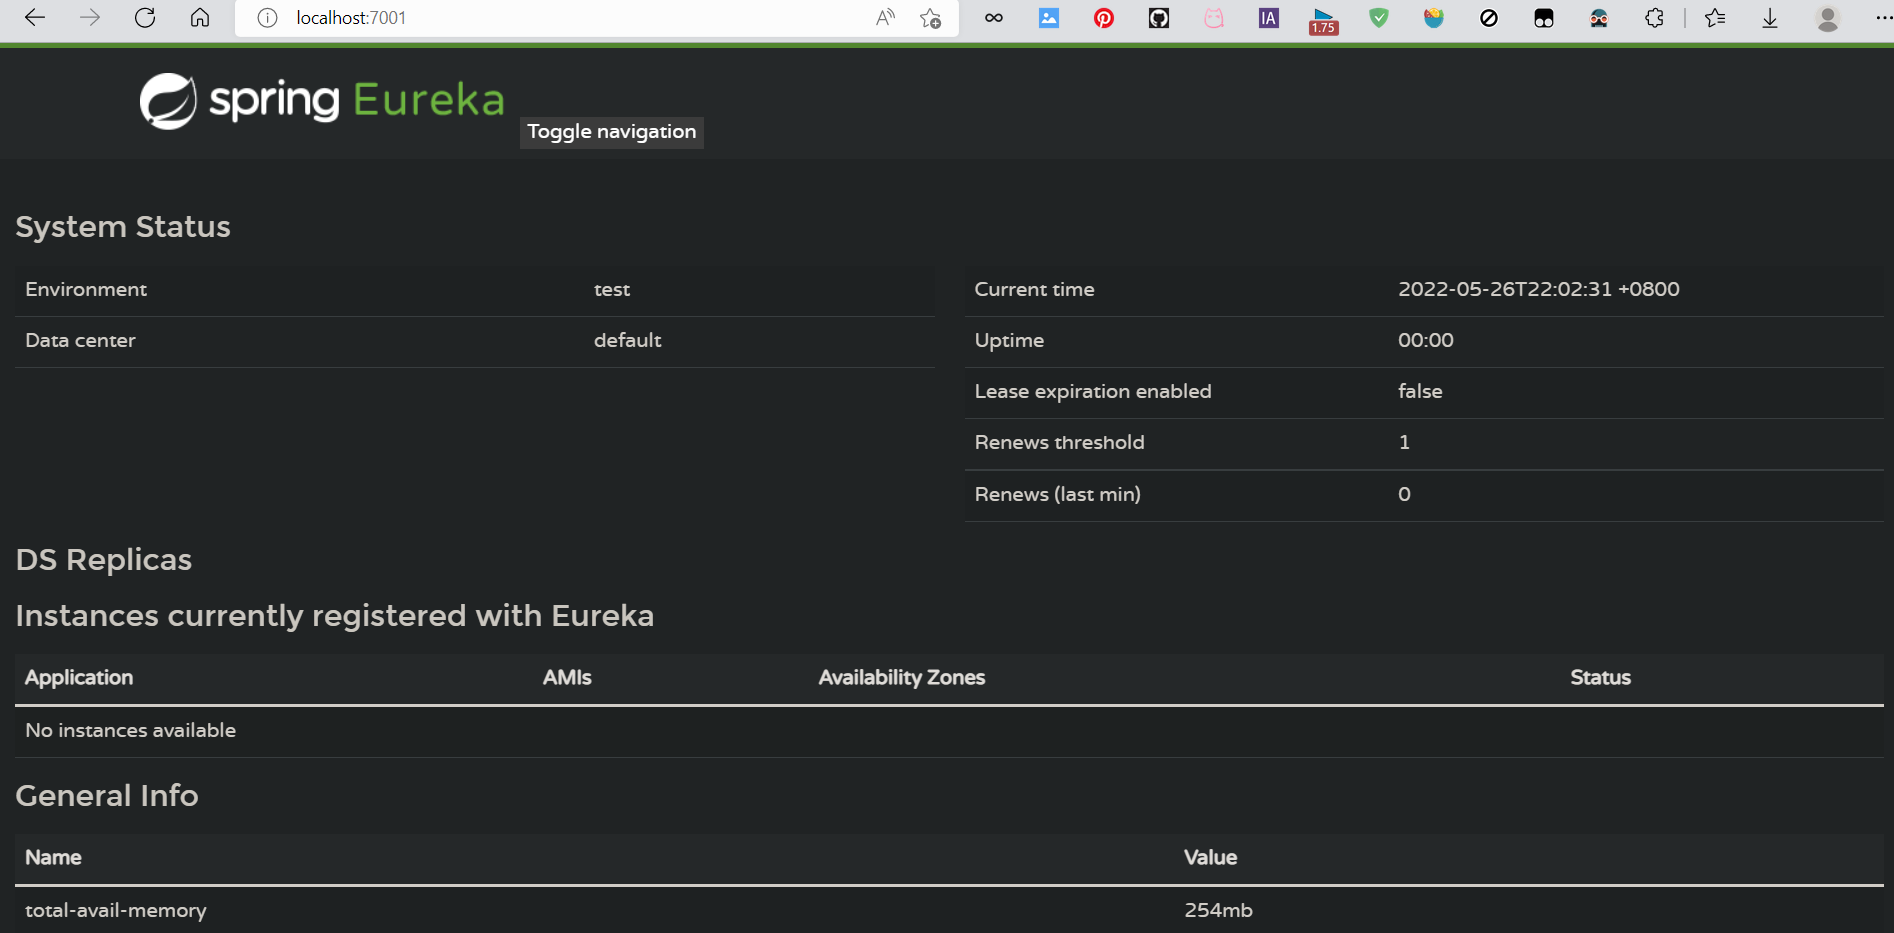 localhost:7001
A
IA
1.75
spring Eureka
Toggle navigation
System Status
Environment test
Data center default
Current time 2022-05-26T22:02:31 +0800
Uptime 00:00
Lease expiration enabled false
Renews threshold 1
Renews (last min) 0
DS Replicas
Instances currently registered with Eureka
Application AMIs Availability Zones Status
No instances available
General Info
Name Value
total-avail-memory 254mb